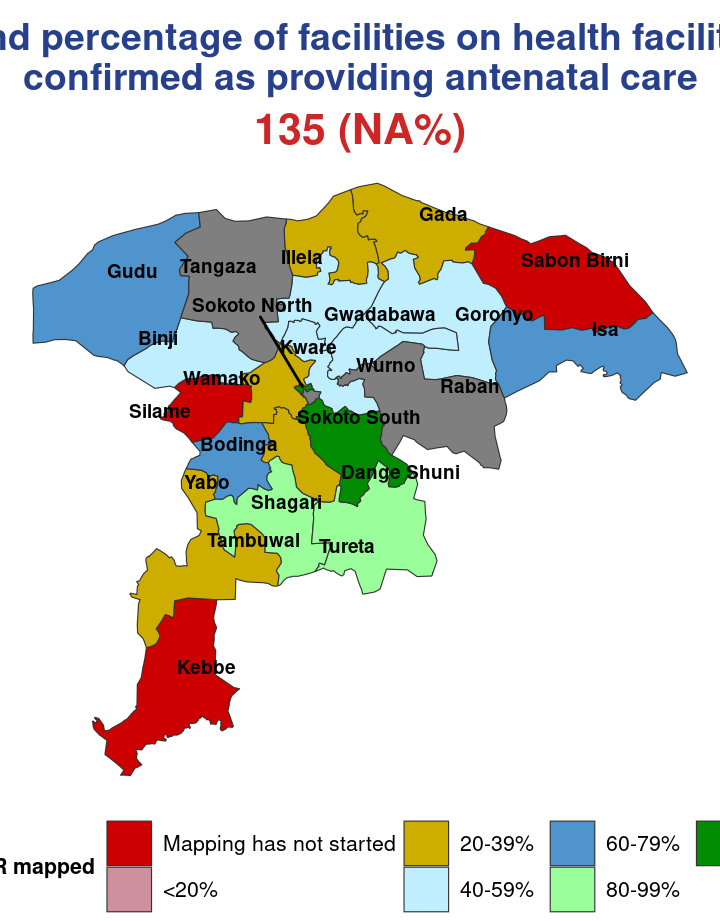 percentage of facilities on health
confirmed as providing antenatal care
135 (NA%)
Gada
Illela
Sabon Birni
Gudu
Tangaza
Sokoto North
Gwadabawa
Goronyo
Isa
Binji
Kware
Wurno
Wamako
Rabah
Silame
Sokoto South
Bodinga
Dange Shuni
Yabo
Shagari
Tambuwal
Tureta
Kebbe
Mapping has not started
20-39%
60-79%
mapped
<20%
40-59%
80-99%